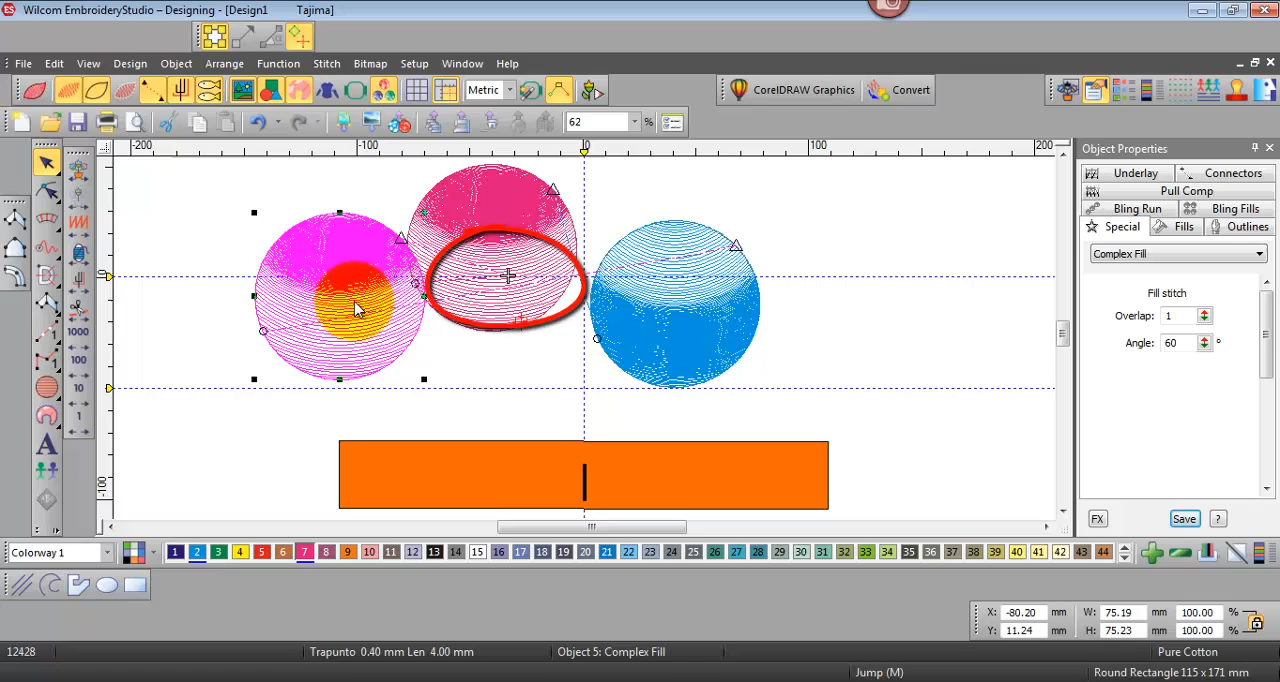 ES Wilcom EmbroideryStudio – Designing - [Design1 Tajima]
File Edit View Design Object Arrange Function Stitch Bitmap Setup Window Help
Metric CorelDRAW Graphics Convert
62 %
Object Properties
Underlay Connectors
Pull Comp
Bling Run Bling Fills
Special Fills Outlines
Complex Fill
Fill stitch
Overlap: 1
Angle: 60 °
FX Save ?
-200 -100 0 100 200
0
-100
1000
100
10
1
A
Colorway 1 1 2 3 4 5 6 7 8 9 10 11 12 13 14 15 16 17 18 19 20 21 22 23 24 25 26 27 28 29 30 31 32 33 34 35 36 37 38 39 40 41 42 43 44
X: -80.20 mm W: 75.19 mm 100.00 %
Y: 11.24 mm H: 75.23 mm 100.00 %
12428 Trapunto 0.40 mm Len 4.00 mm Object 5: Complex Fill Pure Cotton
Jump (M) Round Rectangle 115 x 171 mm